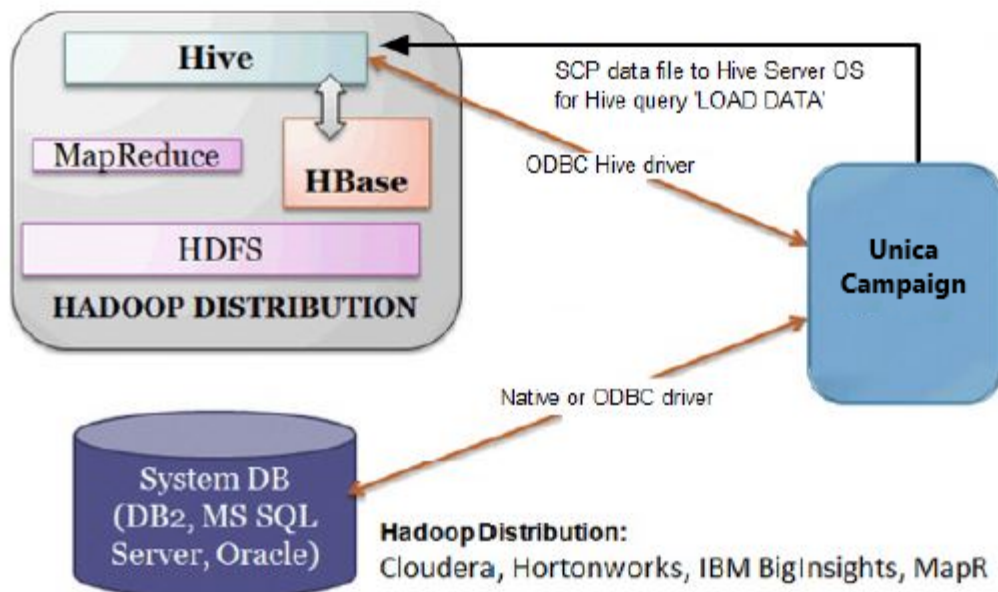 Hive
SCP data file to Hive Server OS
for Hive query 'LOAD DATA'
MapReduce
HBase
ODBC Hive driver
HDFS
HADOOP DISTRIBUTION
Unica
Campaign
Native or ODBC driver
System DB
(DB2, MS SQL
Server, Oracle)
Hadoop Distribution:
Cloudera, Hortonworks, IBM BigInsights, MapR